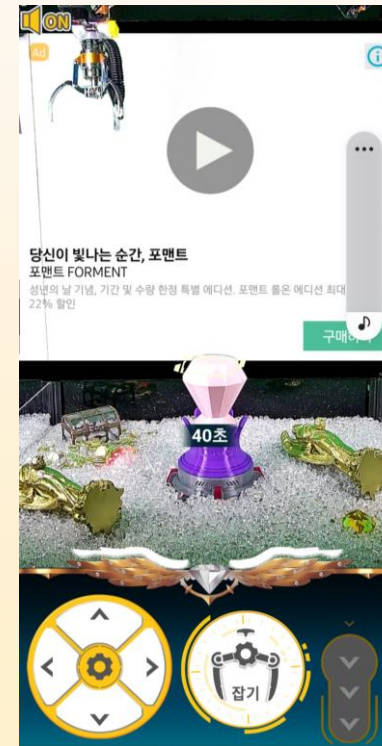 ON
Ad
당신이 빛나는 순간, 포맨트
포맨트 FORMENT
성년의 날 기념, 기간 및 수량 한정 특별 에디션. 포맨트 롤온 에디션 최대
22% 할인
40초
잡기